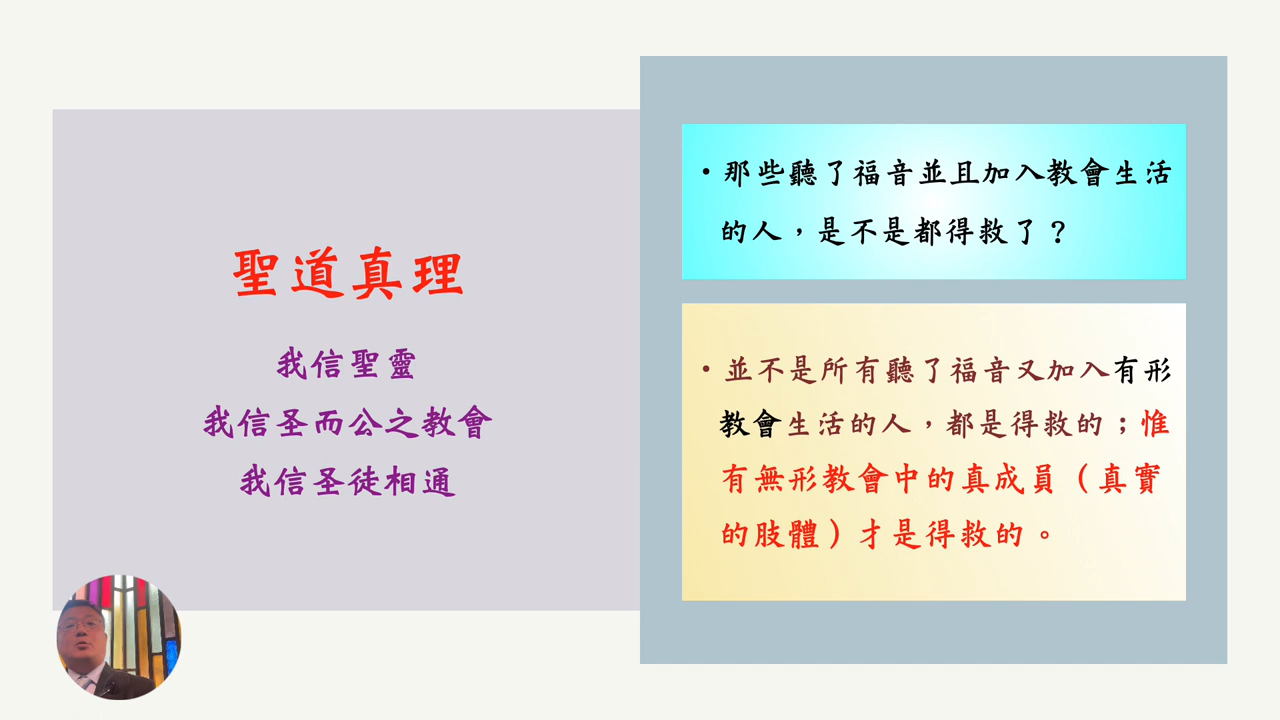 聖道真理
我信聖靈
我信圣而公之教會
我信圣徒相通
•那些聽了福音並且加入教會生活
的人，是不是都得救了？
•並不是所有聽了福音又加入有形
教會生活的人，都是得救的；惟
有無形教會中的真成員（真實
的肢體）才是得救的。